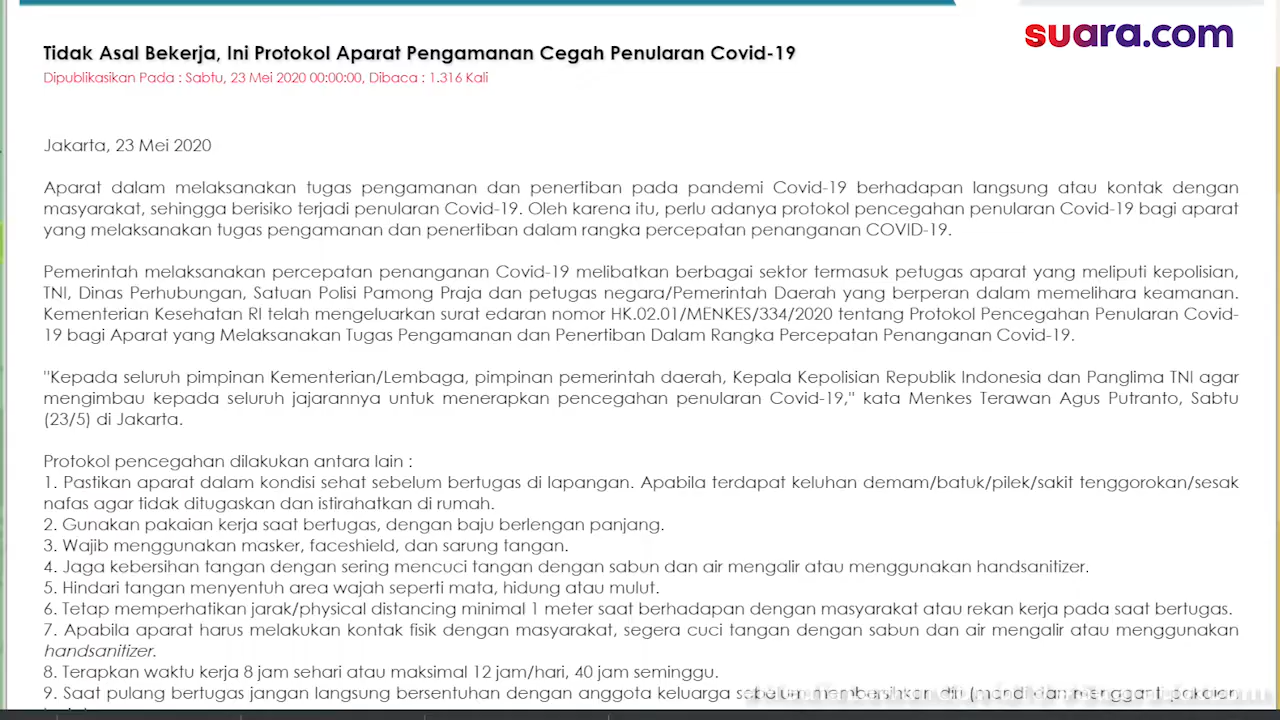 suara.com
Tidak Asal Bekerja, Ini Protokol Aparat Pengamanan Cegah Penularan Covid-19
Dipublikasikan Pada : Sabtu, 23 Mei 2020 00:00:00, Dibaca : 1.316 Kali
Jakarta, 23 Mei 2020
Aparat dalam melaksanakan tugas pengamanan dan penertiban pada pandemi Covid-19 berhadapan langsung atau kontak dengan
masyarakat, sehingga berisiko terjadi penularan Covid-19. Oleh karena itu, perlu adanya protokol pencegahan penularan Covid-19 bagi aparat
yang melaksanakan tugas pengamanan dan penertiban dalam rangka percepatan penanganan COVID-19.
Pemerintah melaksanakan percepatan penanganan Covid-19 melibatkan berbagai sektor termasuk petugas aparat yang meliputi kepolisian,
TNI, Dinas Perhubungan, Satuan Polisi Pamong Praja dan petugas negara/Pemerintah Daerah yang berperan dalam memelihara keamanan.
Kementerian Kesehatan RI telah mengeluarkan surat edaran nomor HK.02.01/MENKES/334/2020 tentang Protokol Pencegahan Penularan Covid-
19 bagi Aparat yang Melaksanakan Tugas Pengamanan dan Penertiban Dalam Rangka Percepatan Penanganan Covid-19.
"Kepada seluruh pimpinan Kementerian/Lembaga, pimpinan pemerintah daerah, Kepala Kepolisian Republik Indonesia dan Panglima TNI agar
mengimbau kepada seluruh jajarannya untuk menerapkan pencegahan penularan Covid-19," kata Menkes Terawan Agus Putranto, Sabtu
(23/5) di Jakarta.
Protokol pencegahan dilakukan antara lain :
1. Pastikan aparat dalam kondisi sehat sebelum bertugas di lapangan. Apabila terdapat keluhan demam/batuk/pilek/sakit tenggorokan/sesak
nafas agar tidak ditugaskan dan istirahatkan di rumah.
2. Gunakan pakaian kerja saat bertugas, dengan baju berlengan panjang.
3. Wajib menggunakan masker, faceshield, dan sarung tangan.
4. Jaga kebersihan tangan dengan sering mencuci tangan dengan sabun dan air mengalir atau menggunakan handsanitizer.
5. Hindari tangan menyentuh area wajah seperti mata, hidung atau mulut.
6. Tetap memperhatikan jarak/physical distancing minimal 1 meter saat berhadapan dengan masyarakat atau rekan kerja pada saat bertugas.
7. Apabila aparat harus melakukan kontak fisik dengan masyarakat, segera cuci tangan dengan sabun dan air mengalir atau menggunakan
handsanitizer.
8. Terapkan waktu kerja 8 jam sehari atau maksimal 12 jam/hari, 40 jam seminggu.
9. Saat pulang bertugas jangan langsung bersentuhan dengan anggota keluarga sebelum membersihkan diri (mandi dan mengganti pakaian